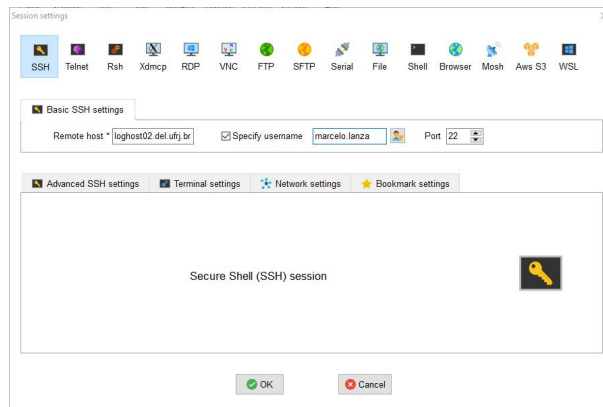 Session settings
SSH Telnet Rsh Xdmcp RDP VNC FTP SFTP Serial File Shell Browser Mosh Aws S3 WSL
Basic SSH settings
Remote host * loghost02.del.ufrj.br Specify username marcelo.lanza Port 22
Advanced SSH settings Terminal settings Network settings Bookmark settings
Secure Shell (SSH) session
OK Cancel